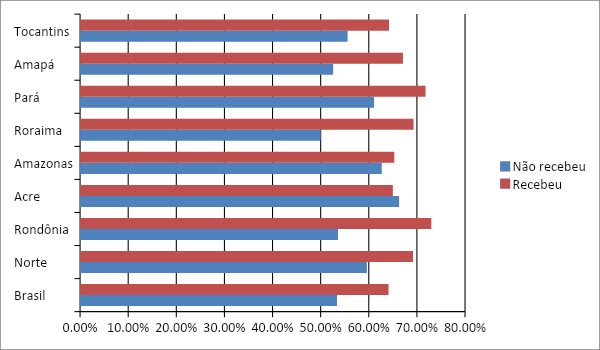 Tocantins
Amapá
Pará
Roraima
Amazonas
Acre
Rondônia
Norte
Brasil
0.00% 10.00% 20.00% 30.00% 40.00% 50.00% 60.00% 70.00% 80.00%
Não recebeu
Recebeu